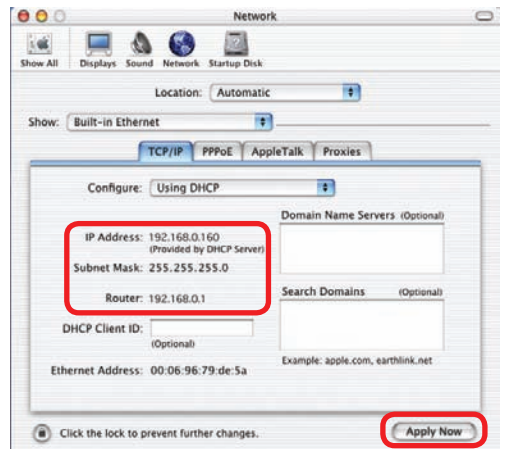 Network
Show All Displays Sound Network Startup Disk
Location: Automatic
Show: Built-in Ethernet
TCP/IP PPPoE AppleTalk Proxies
Configure: Using DHCP
Domain Name Servers (Optional)
IP Address: 192.168.0.160
(Provided by DHCP Server)
Subnet Mask: 255.255.255.0
Router: 192.168.0.1
Search Domains (Optional)
DHCP Client ID:
(Optional)
Example: apple.com, earthlink.net
Ethernet Address: 00:06:96:79:de:5a
Click the lock to prevent further changes.
Apply Now